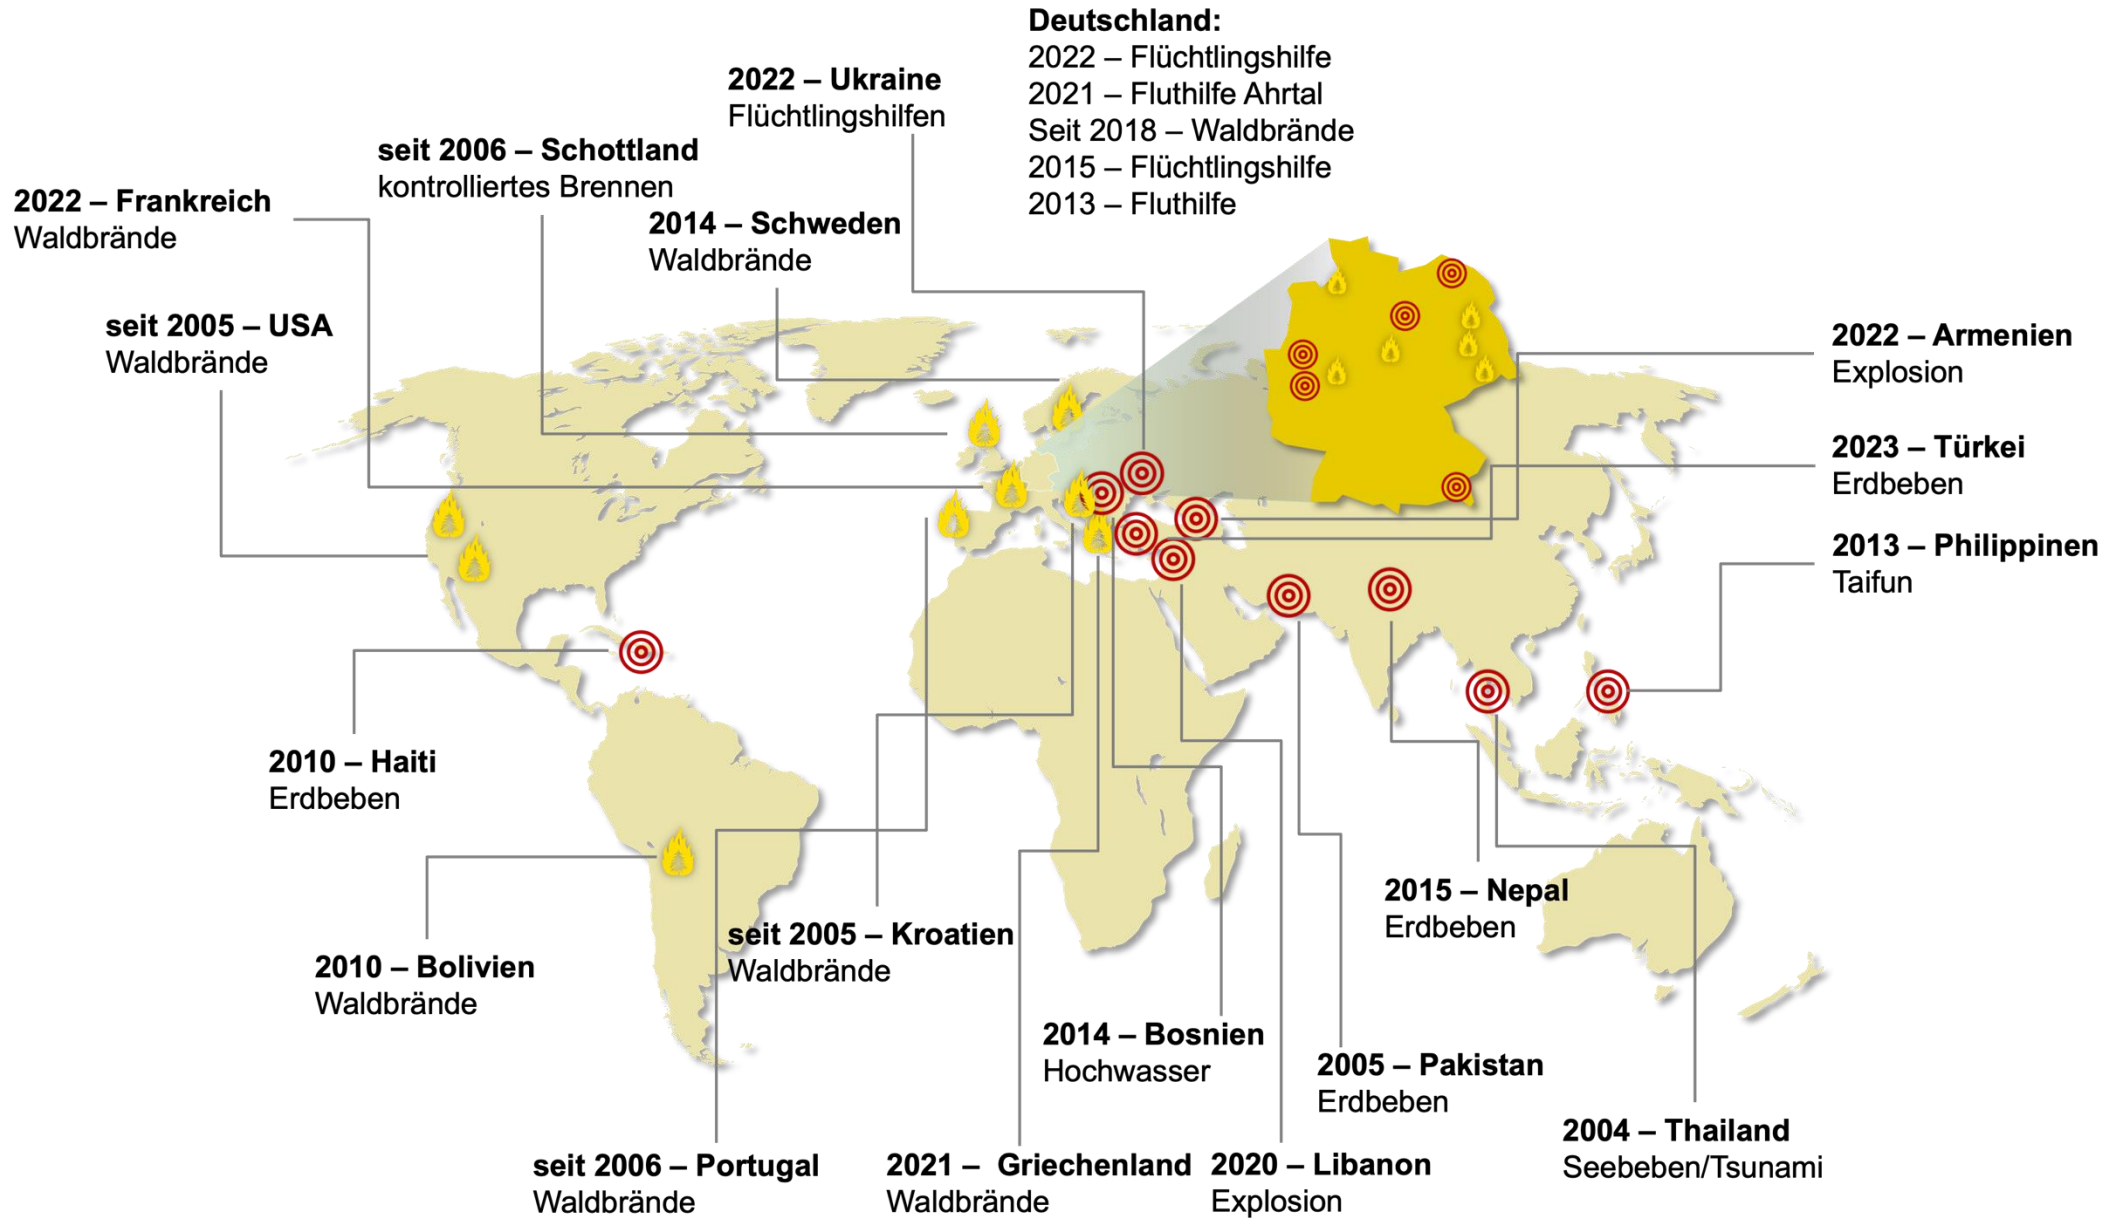 Deutschland:
2022 – Flüchtlingshilfe
2021 – Fluthilfe Ahrtal
Seit 2018 – Waldbrände
2015 – Flüchtlingshilfe
2013 – Fluthilfe
2022 – Ukraine
Flüchtlingshilfen
seit 2006 – Schottland
kontrolliertes Brennen
2022 – Frankreich
Waldbrände
2014 – Schweden
Waldbrände
seit 2005 – USA
Waldbrände
2022 – Armenien
Explosion
2023 – Türkei
Erdbeben
2013 – Philippinen
Taifun
2010 – Haiti
Erdbeben
2010 – Bolivien
Waldbrände
seit 2005 – Kroatien
Waldbrände
2015 – Nepal
Erdbeben
2014 – Bosnien
Hochwasser
2005 – Pakistan
Erdbeben
2004 – Thailand
Seebeben/Tsunami
seit 2006 – Portugal
Waldbrände
2021 –  Griechenland
Waldbrände
2020 – Libanon
Explosion